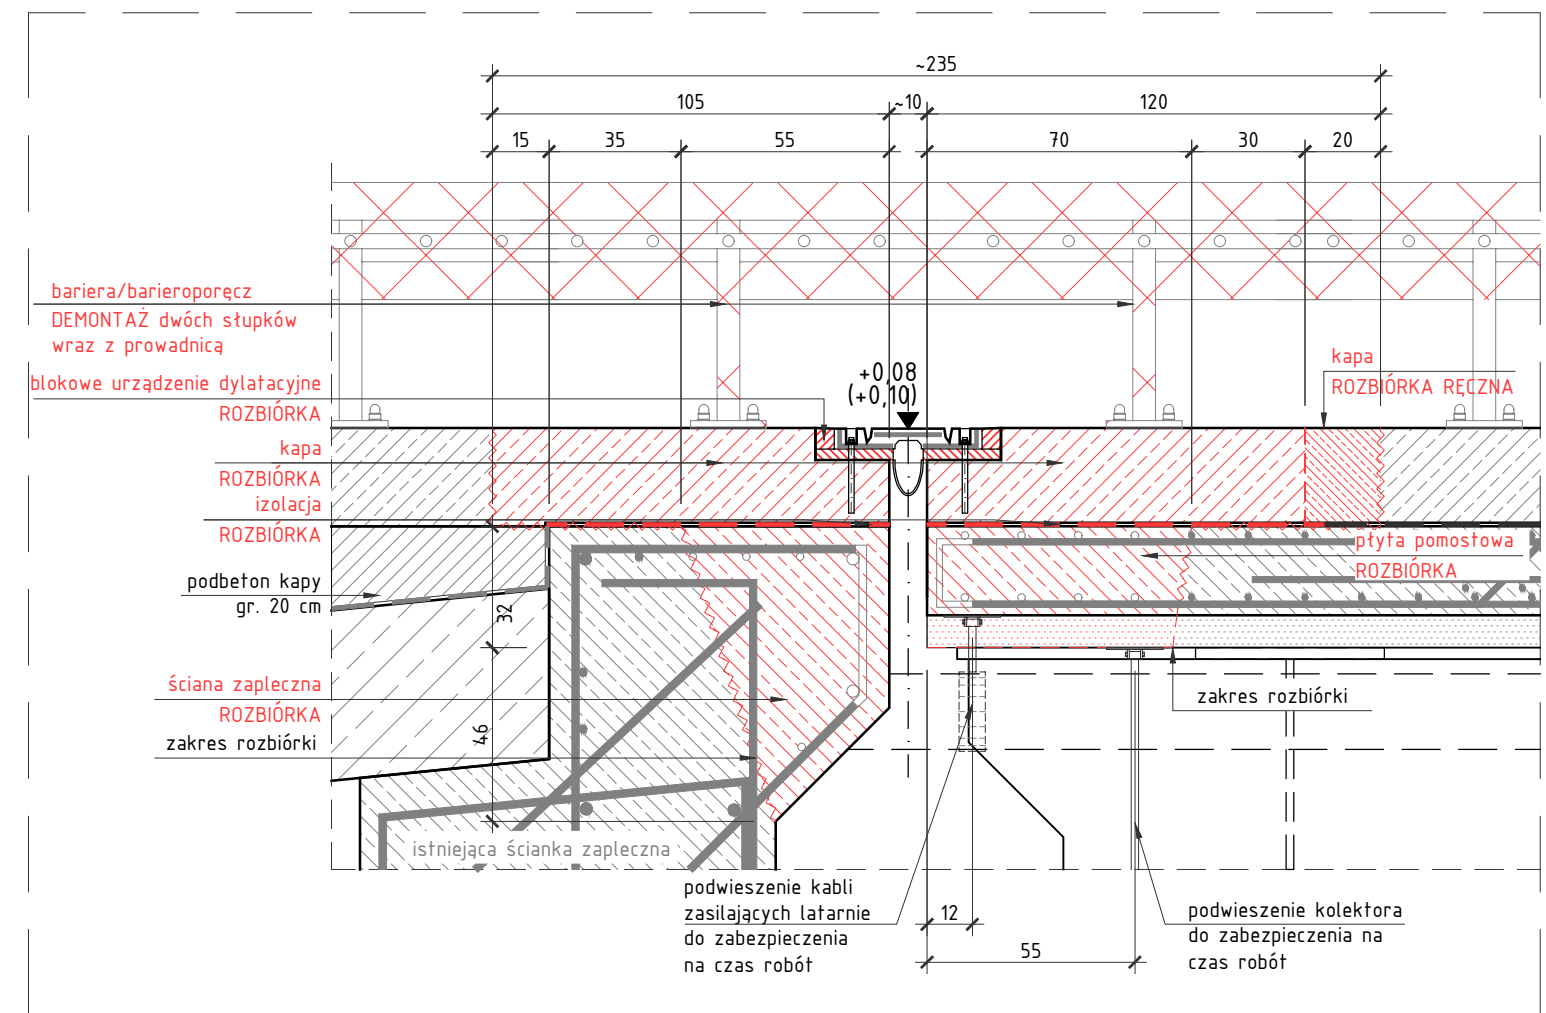 ~235
105
~10
120
15
35
55
70
30
20
bariera/barieroporęcz
DEMONTAŻ dwóch słupków
wraz z prowadnicą
blokowe urządzenie dylatacyjne
ROZBIÓRKA
+0,08
(+0,10)
kapa
ROZBIÓRKA RĘCZNA
kapa
ROZBIÓRKA
izolacja
ROZBIÓRKA
płyta pomostowa
ROZBIÓRKA
podbeton kapy
gr. 20 cm
32
ściana zapleczna
ROZBIÓRKA
zakres rozbiórki
46
zakres rozbiórki
istniejąca ścianka zapleczna
podwieszenie kabli
zasilających latarnie
do zabezpieczenia
na czas robót
12
55
podwieszenie kolektora
do zabezpieczenia na
czas robót